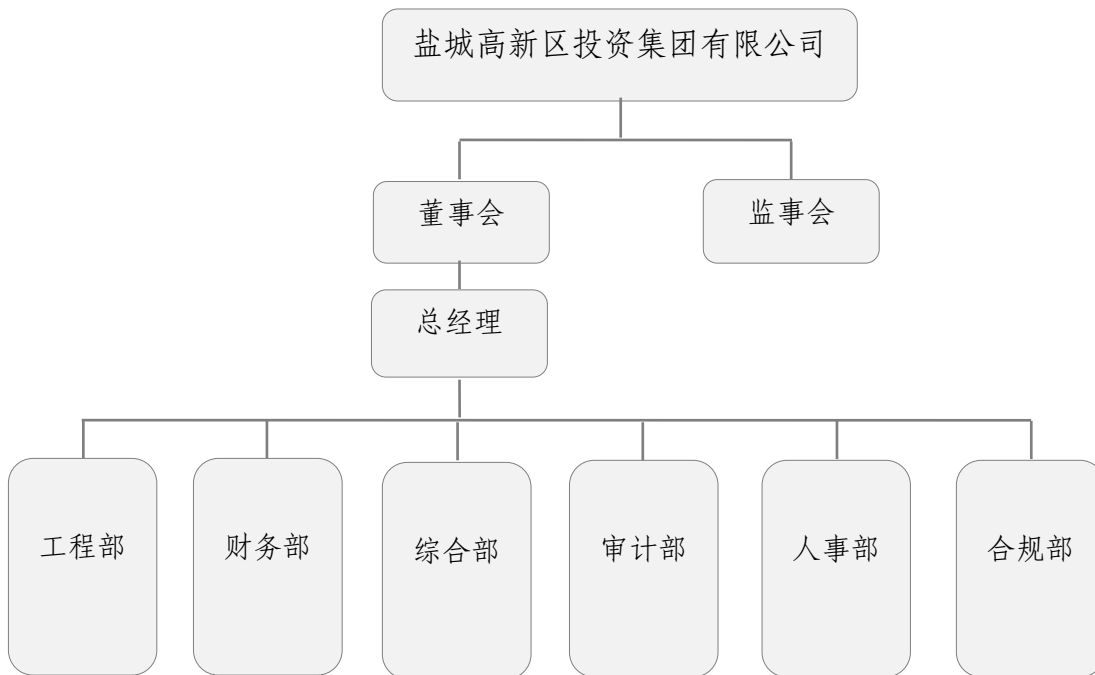 盐城高新区投资集团有限公司
董事会
监事会
总经理
工程部
财务部
综合部
审计部
人事部
合规部